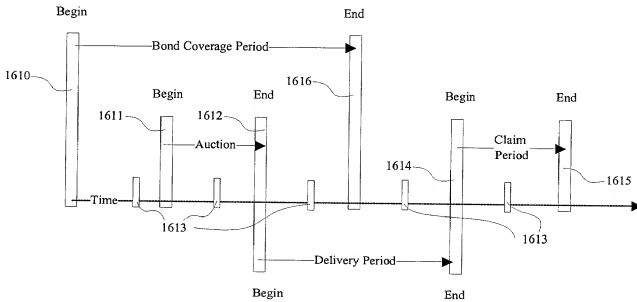 Begin
End
Bond Coverage Period
1610
1616
Begin
End
Begin
End
1611
1612
Auction
1614
Claim
Period
1615
Time
1613
1613
Delivery Period
Begin
End